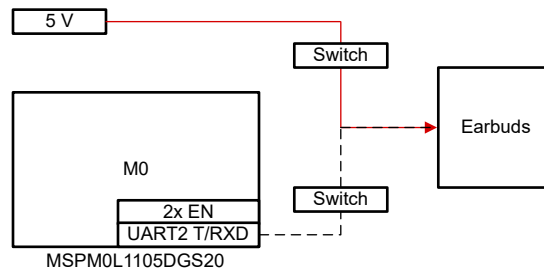 5 V
Switch
Earbuds
M0
Switch
2x EN
UART2 T/RXD
MSPM0L1105DGS20